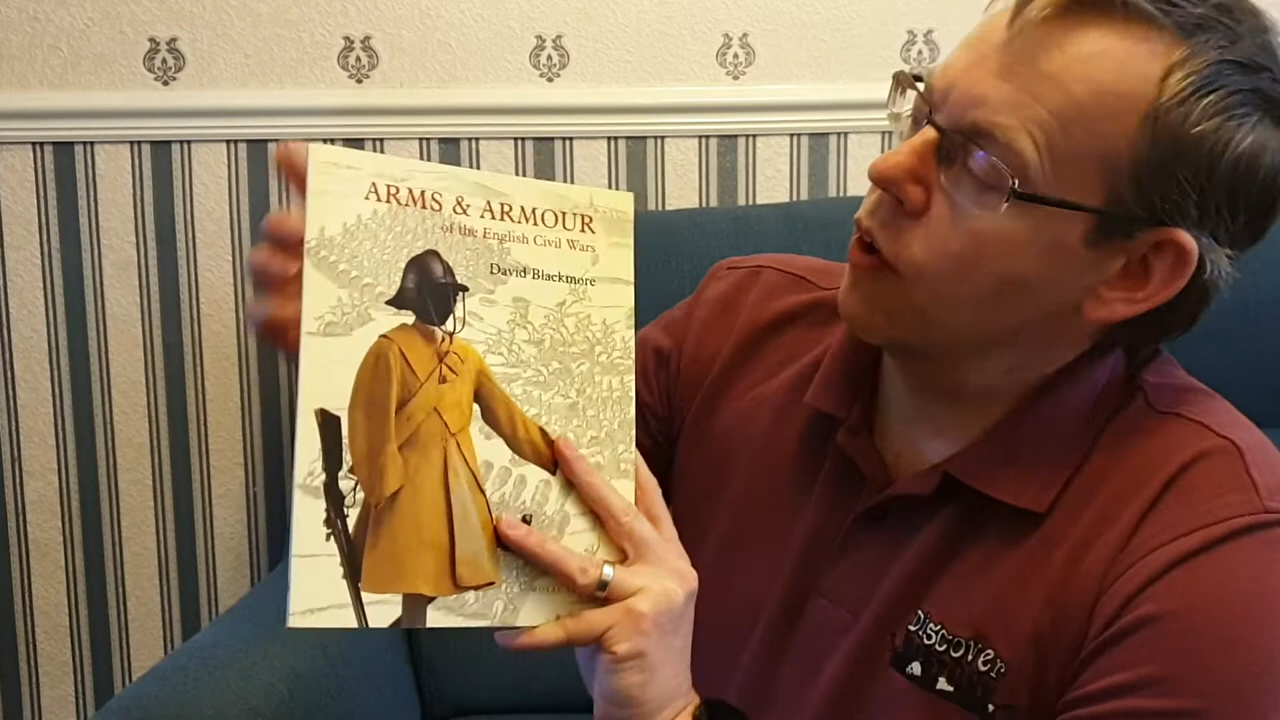 ARMS & ARMOUR
of the English Civil Wars
David Blackmore
Discover